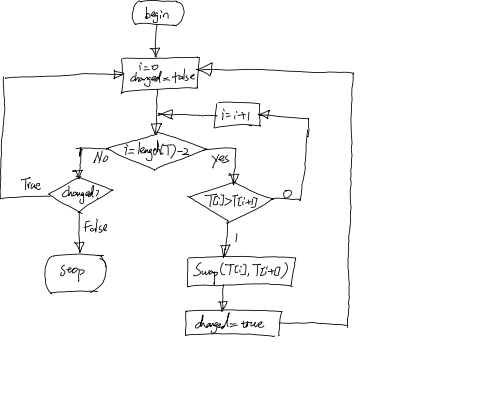 begin
i=0
changed=false
i=i+1
i=length(T)-2
No
yes
True
changed?
T[i]>T[i+1]
0
False
1
Stop
Swap(T[i],T[i+1])
changed=true